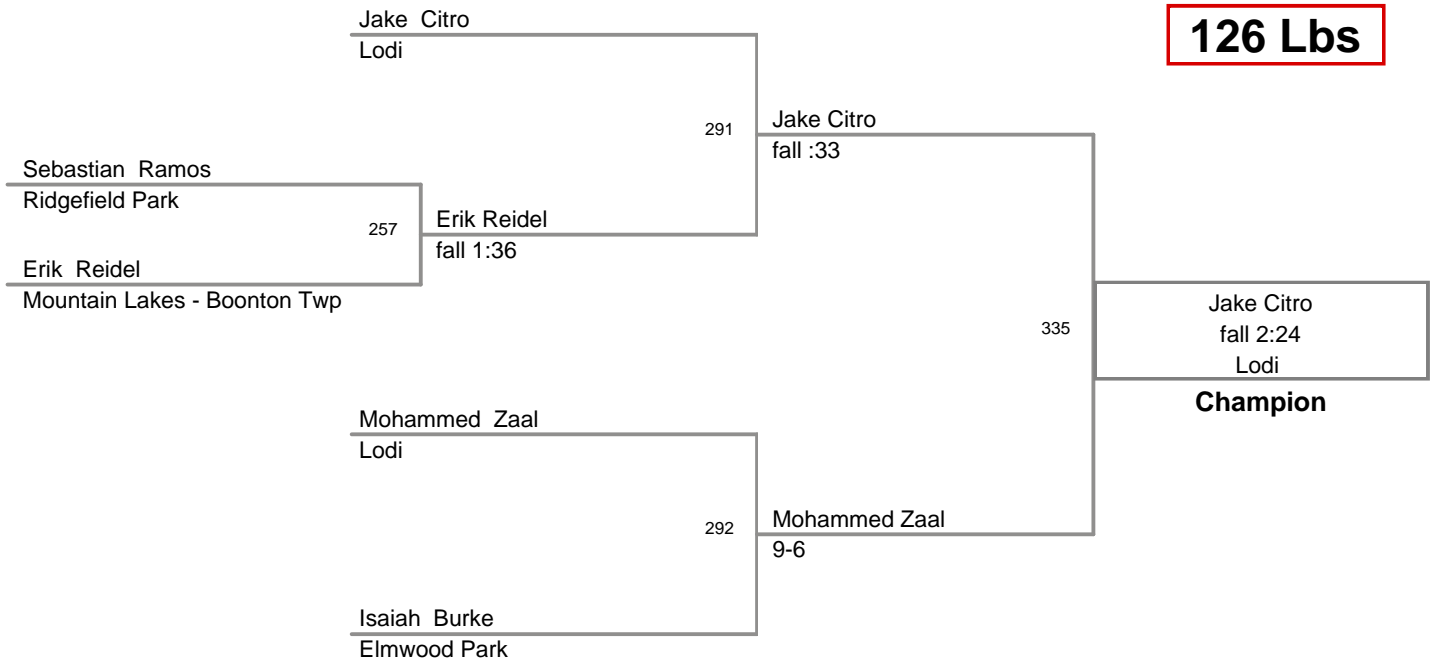 126 Lbs
Jake Citro
Lodi
291
Jake Citro
fall :33
Sebastian Ramos
Ridgefield Park
257
Erik Reidel
fall 1:36
Erik Reidel
Mountain Lakes - Boonton Twp
335
Jake Citro
fall 2:24
Lodi
Champion
Mohammed Zaal
Lodi
292
Mohammed Zaal
9-6
Isaiah Burke
Elmwood Park